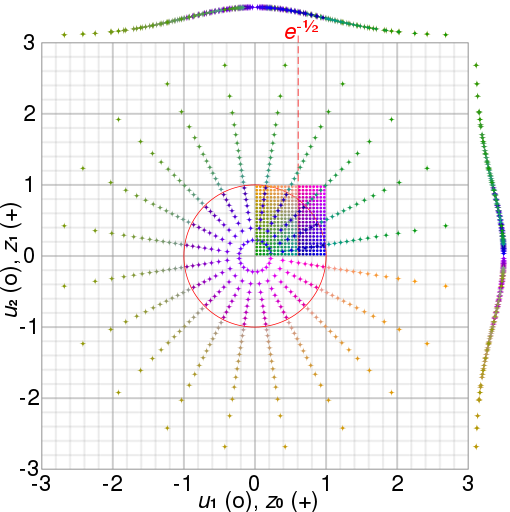 e^-½
3
2
1
0
-1
-2
-3
-3 -2 -1 0 1 2 3
u₂ (o), z₁ (+)
u₁ (o), z₀ (+)